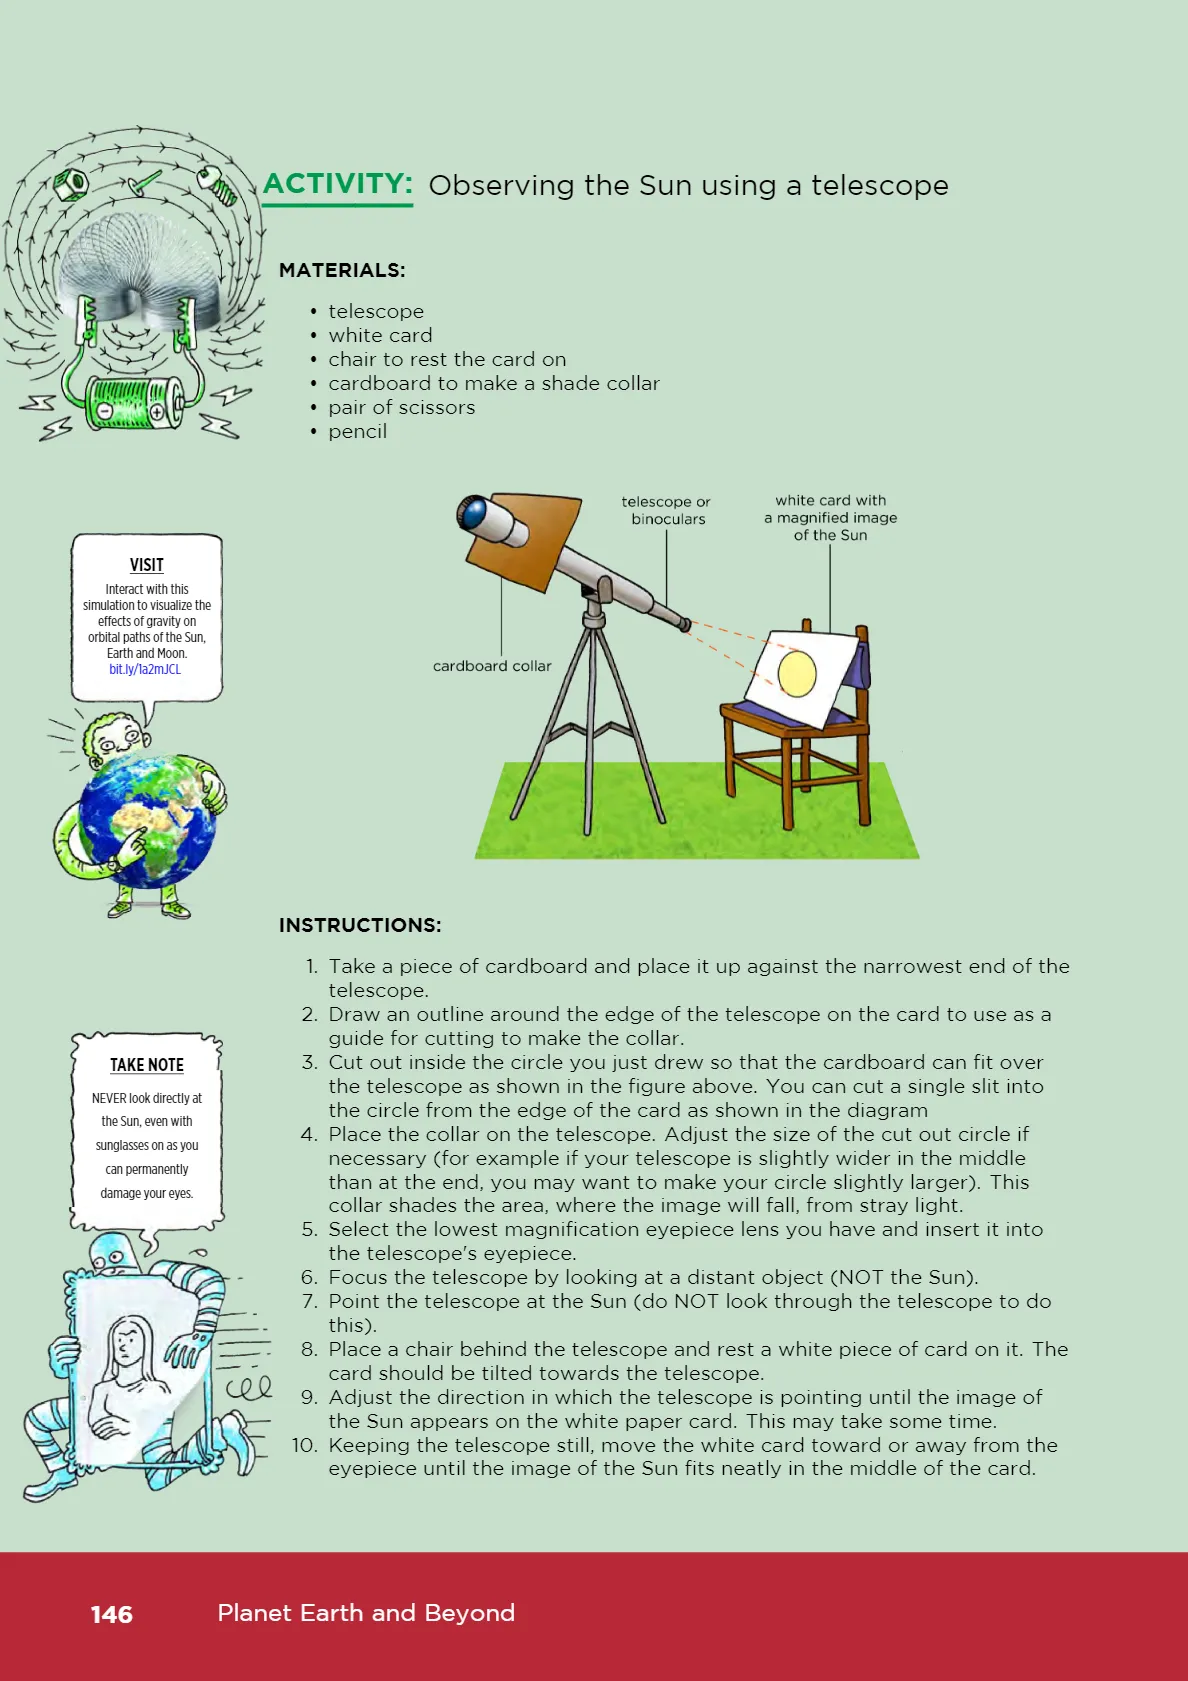 ACTIVITY: Observing the Sun using a telescope
MATERIALS:
• telescope
• white card
• chair to rest the card on
• cardboard to make a shade collar
• pair of scissors
• pencil
telescope or
binoculars
white card with
a magnified image
of the Sun
cardboard collar
VISIT
Interact with this
simulation to visualize the
effects of gravity on
orbital paths of the Sun,
Earth and Moon.
bit.ly/1a2mJCL
INSTRUCTIONS:
1. Take a piece of cardboard and place it up against the narrowest end of the
telescope.
2. Draw an outline around the edge of the telescope on the card to use as a
guide for cutting to make the collar.
3. Cut out inside the circle you just drew so that the cardboard can fit over
the telescope as shown in the figure above. You can cut a single slit into
the circle from the edge of the card as shown in the diagram
4. Place the collar on the telescope. Adjust the size of the cut out circle if
necessary (for example if your telescope is slightly wider in the middle
than at the end, you may want to make your circle slightly larger). This
collar shades the area, where the image will fall, from stray light.
5. Select the lowest magnification eyepiece lens you have and insert it into
the telescope's eyepiece.
6. Focus the telescope by looking at a distant object (NOT the Sun).
7. Point the telescope at the Sun (do NOT look through the telescope to do
this).
8. Place a chair behind the telescope and rest a white piece of card on it. The
card should be tilted towards the telescope.
9. Adjust the direction in which the telescope is pointing until the image of
the Sun appears on the white paper card. This may take some time.
10. Keeping the telescope still, move the white card toward or away from the
eyepiece until the image of the Sun fits neatly in the middle of the card.
TAKE NOTE
NEVER look directly at
the Sun, even with
sunglasses on as you
can permanently
damage your eyes.
146 Planet Earth and Beyond